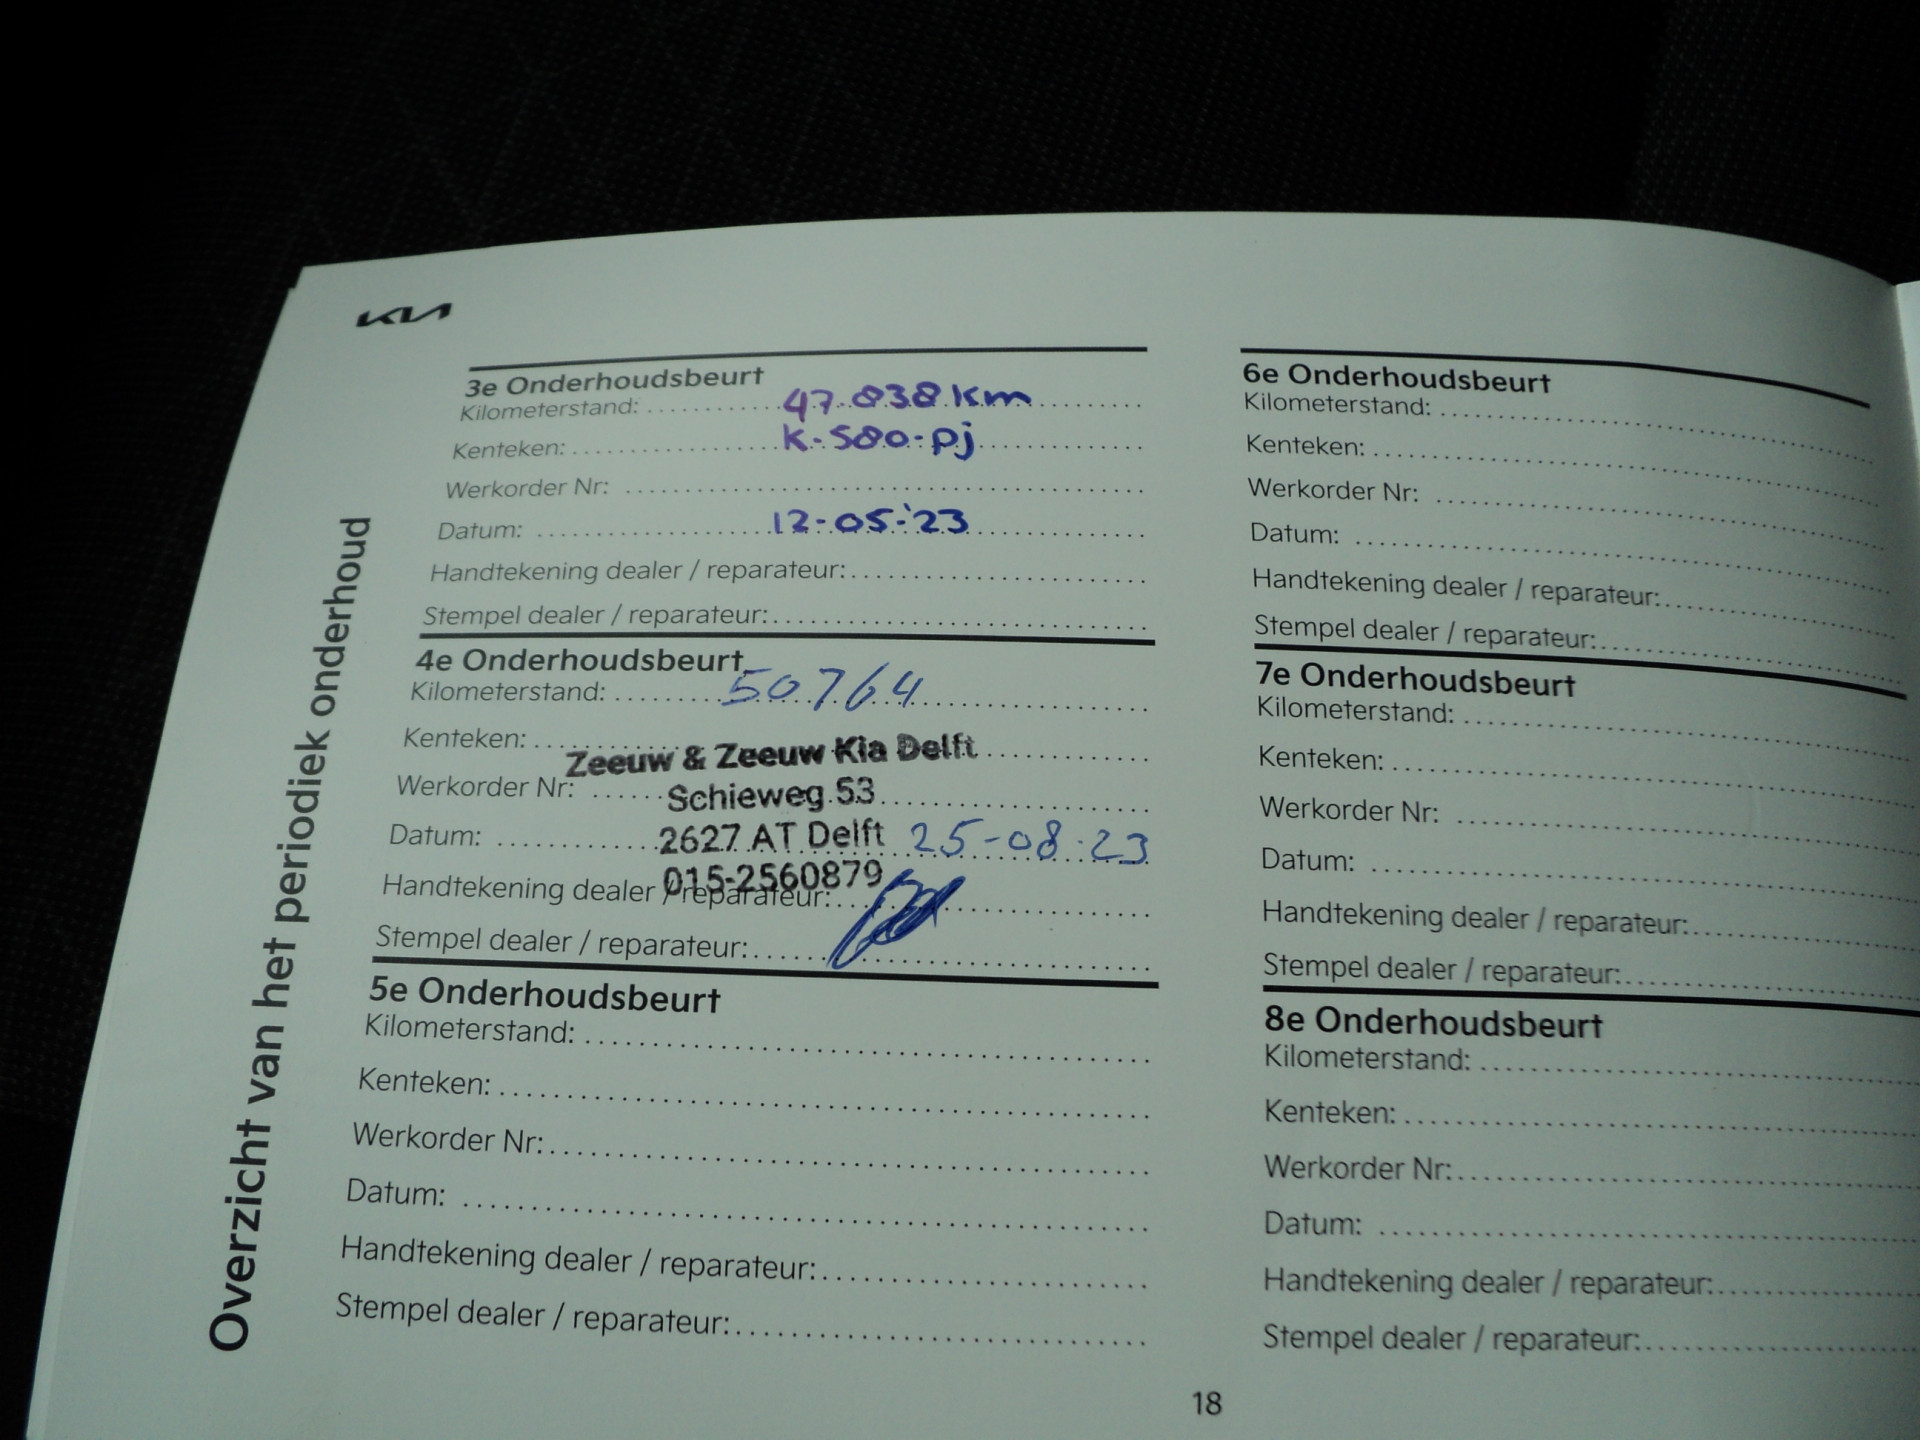 KIA
Overzicht van het periodiek onderhoud
3e Onderhoudsbeurt
Kilometerstand: 47.838 km
Kenteken: K-580-pj
Werkorder Nr:
Datum: 12-05-'23
Handtekening dealer / reparateur:
Stempel dealer / reparateur:
4e Onderhoudsbeurt
Kilometerstand: 50764
Kenteken:
Zeeuw & Zeeuw Kia Delft
Werkorder Nr:
Schieweg 53
Datum: 25-08-23
2627 AT Delft
015-2560879
Handtekening dealer / reparateur:
Stempel dealer / reparateur:
5e Onderhoudsbeurt
Kilometerstand:
Kenteken:
Werkorder Nr:
Datum:
Handtekening dealer / reparateur:
Stempel dealer / reparateur:
6e Onderhoudsbeurt
Kilometerstand:
Kenteken:
Werkorder Nr:
Datum:
Handtekening dealer / reparateur:
Stempel dealer / reparateur:
7e Onderhoudsbeurt
Kilometerstand:
Kenteken:
Werkorder Nr:
Datum:
Handtekening dealer / reparateur:
Stempel dealer / reparateur:
8e Onderhoudsbeurt
Kilometerstand:
Kenteken:
Werkorder Nr:
Datum:
Handtekening dealer / reparateur:
Stempel dealer / reparateur:
18